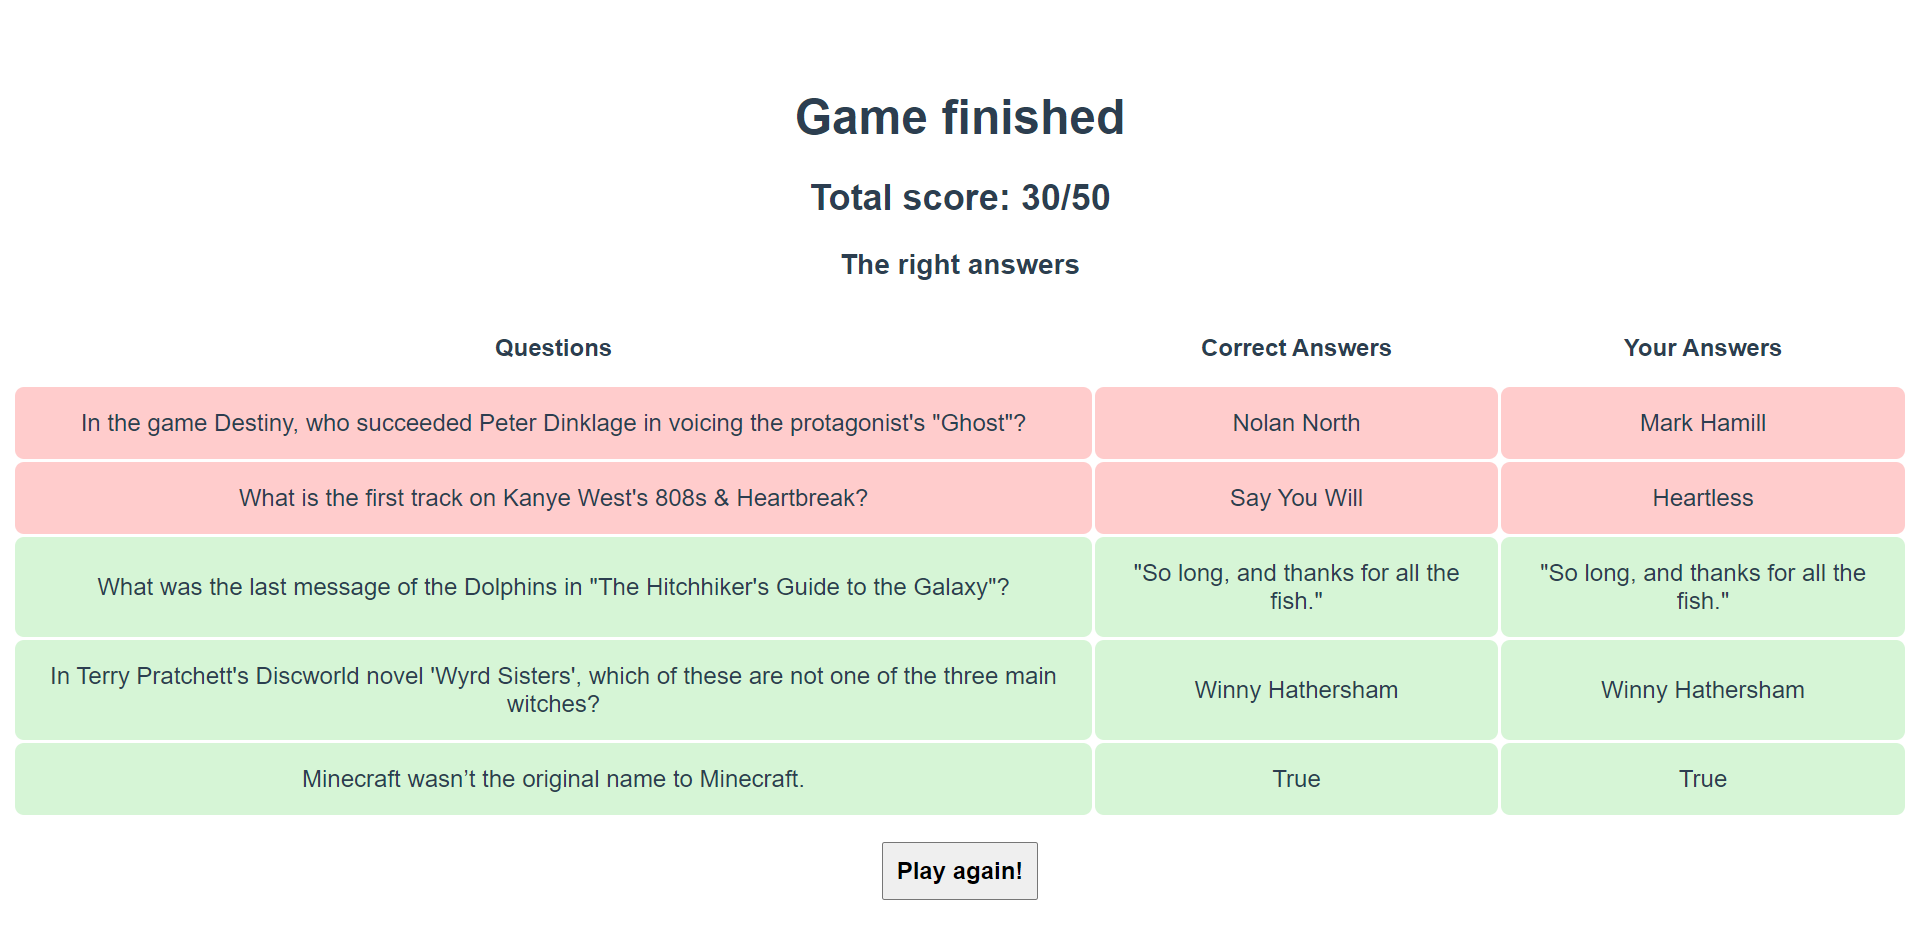 Game finished
Total score: 30/50
The right answers
Questions Correct Answers Your Answers
In the game Destiny, who succeeded Peter Dinklage in voicing the protagonist's "Ghost"? Nolan North Mark Hamill
What is the first track on Kanye West's 808s & Heartbreak? Say You Will Heartless
What was the last message of the Dolphins in "The Hitchhiker's Guide to the Galaxy"?
"So long, and thanks for all the
fish."
"So long, and thanks for all the
fish."
In Terry Pratchett's Discworld novel 'Wyrd Sisters', which of these are not one of the three main
witches?
Winny Hathersham Winny Hathersham
Minecraft wasn’t the original name to Minecraft. True True
Play again!